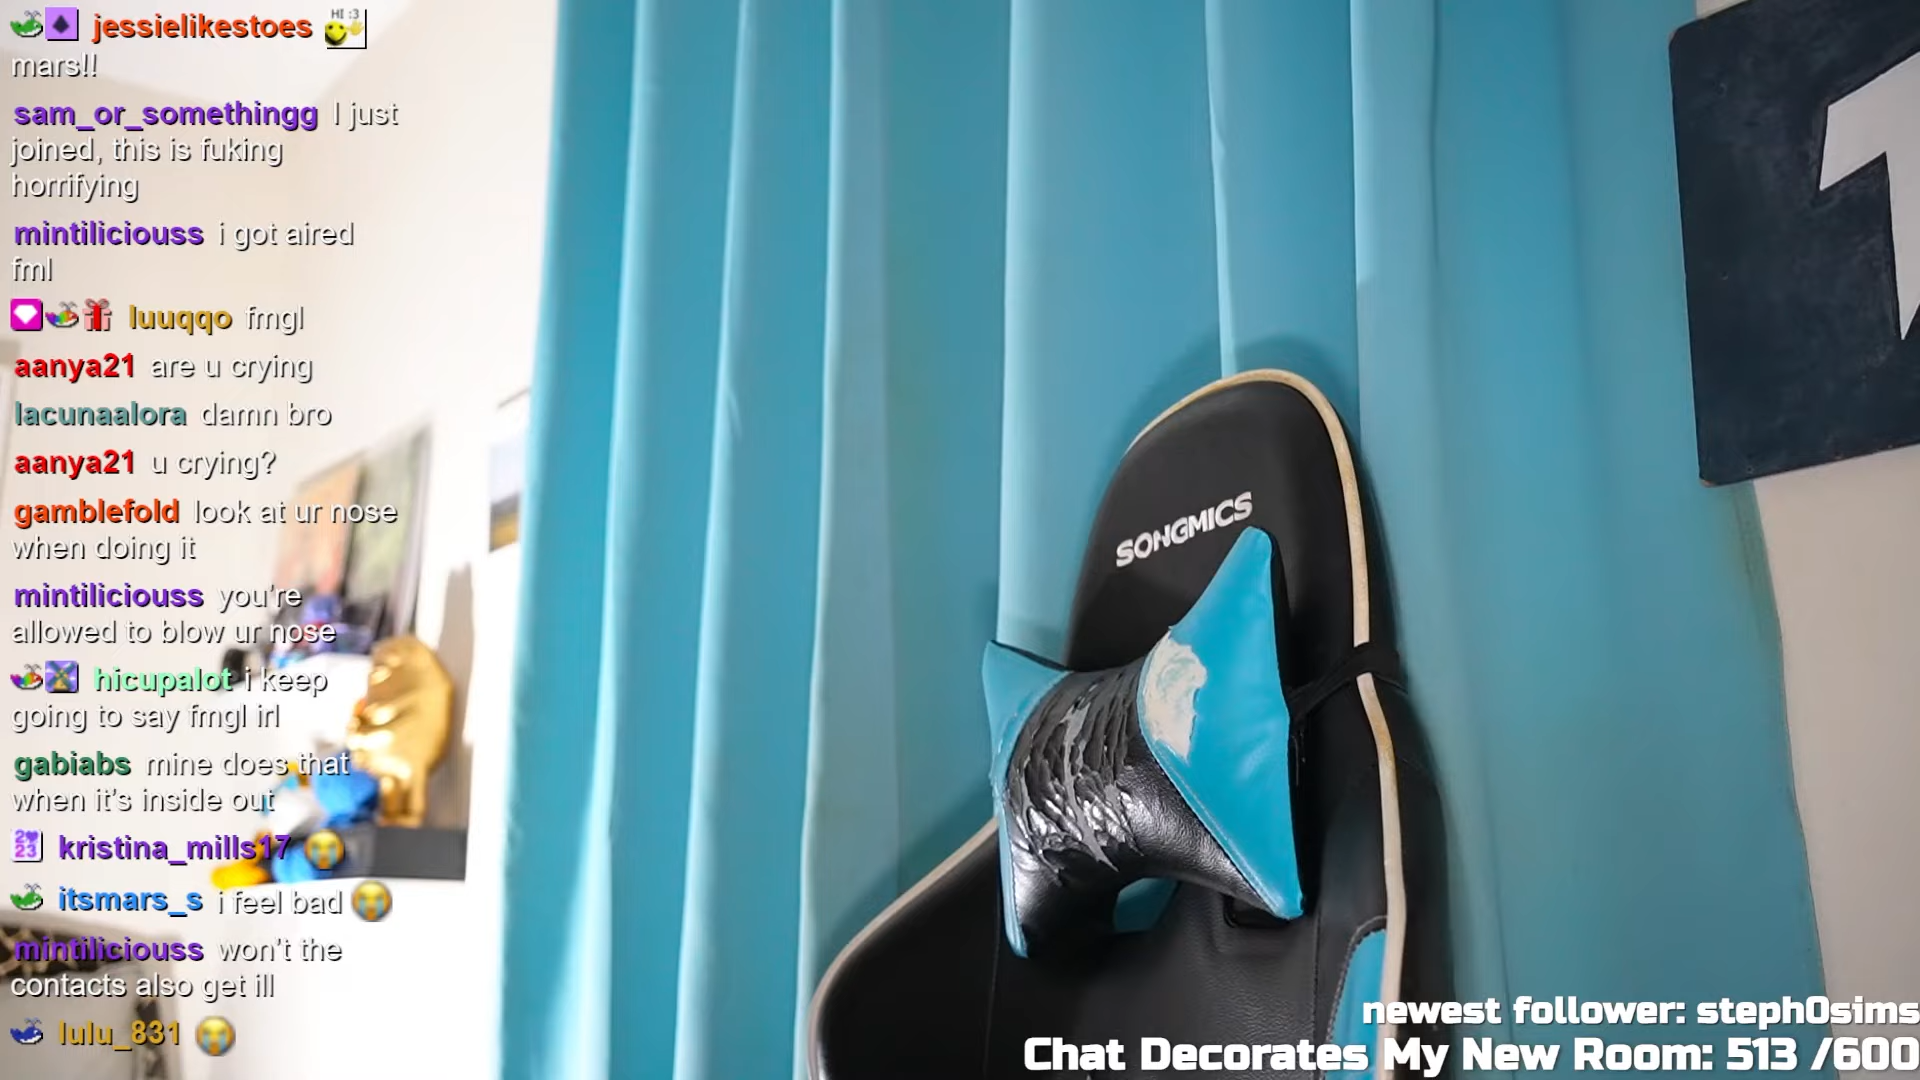 HI :3
jessielikestoes
mars!!
sam_or_somethingg I just
joined, this is fuking
horrifying
mintiliciouss i got aired
fml
luuqqo fmgl
aanya21 are u crying
lacunaalora damn bro
aanya21 u crying?
gamblefold look at ur nose
when doing it
mintiliciouss you're
allowed to blow ur nose
hicupalot i keep
going to say fmgl irl
gabiabs mine does that
when it's inside out
kristina_mills17
itsmars_s i feel bad
mintiliciouss won't the
contacts also get ill
lulu_831
SONGMICS
newest follower: steph0sims
Chat Decorates My New Room: 513 /600